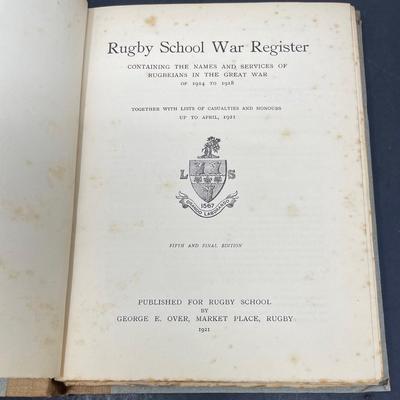 Rugby School War Register
CONTAINING THE NAMES AND SERVICES OF
RUGBEIANS IN THE GREAT WAR
OF 1914 TO 1918
TOGETHER WITH LISTS OF CASUALTIES AND HONOURS
UP TO APRIL, 1921
L S
1567
ORANDO LABORANDO
FIFTH AND FINAL EDITION
PUBLISHED FOR RUGBY SCHOOL
BY
GEORGE E. OVER, MARKET PLACE, RUGBY
1921